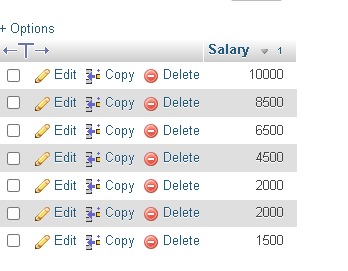 + Options
←T→ Salary 1
Edit Copy Delete 10000
Edit Copy Delete 8500
Edit Copy Delete 6500
Edit Copy Delete 4500
Edit Copy Delete 2000
Edit Copy Delete 2000
Edit Copy Delete 1500